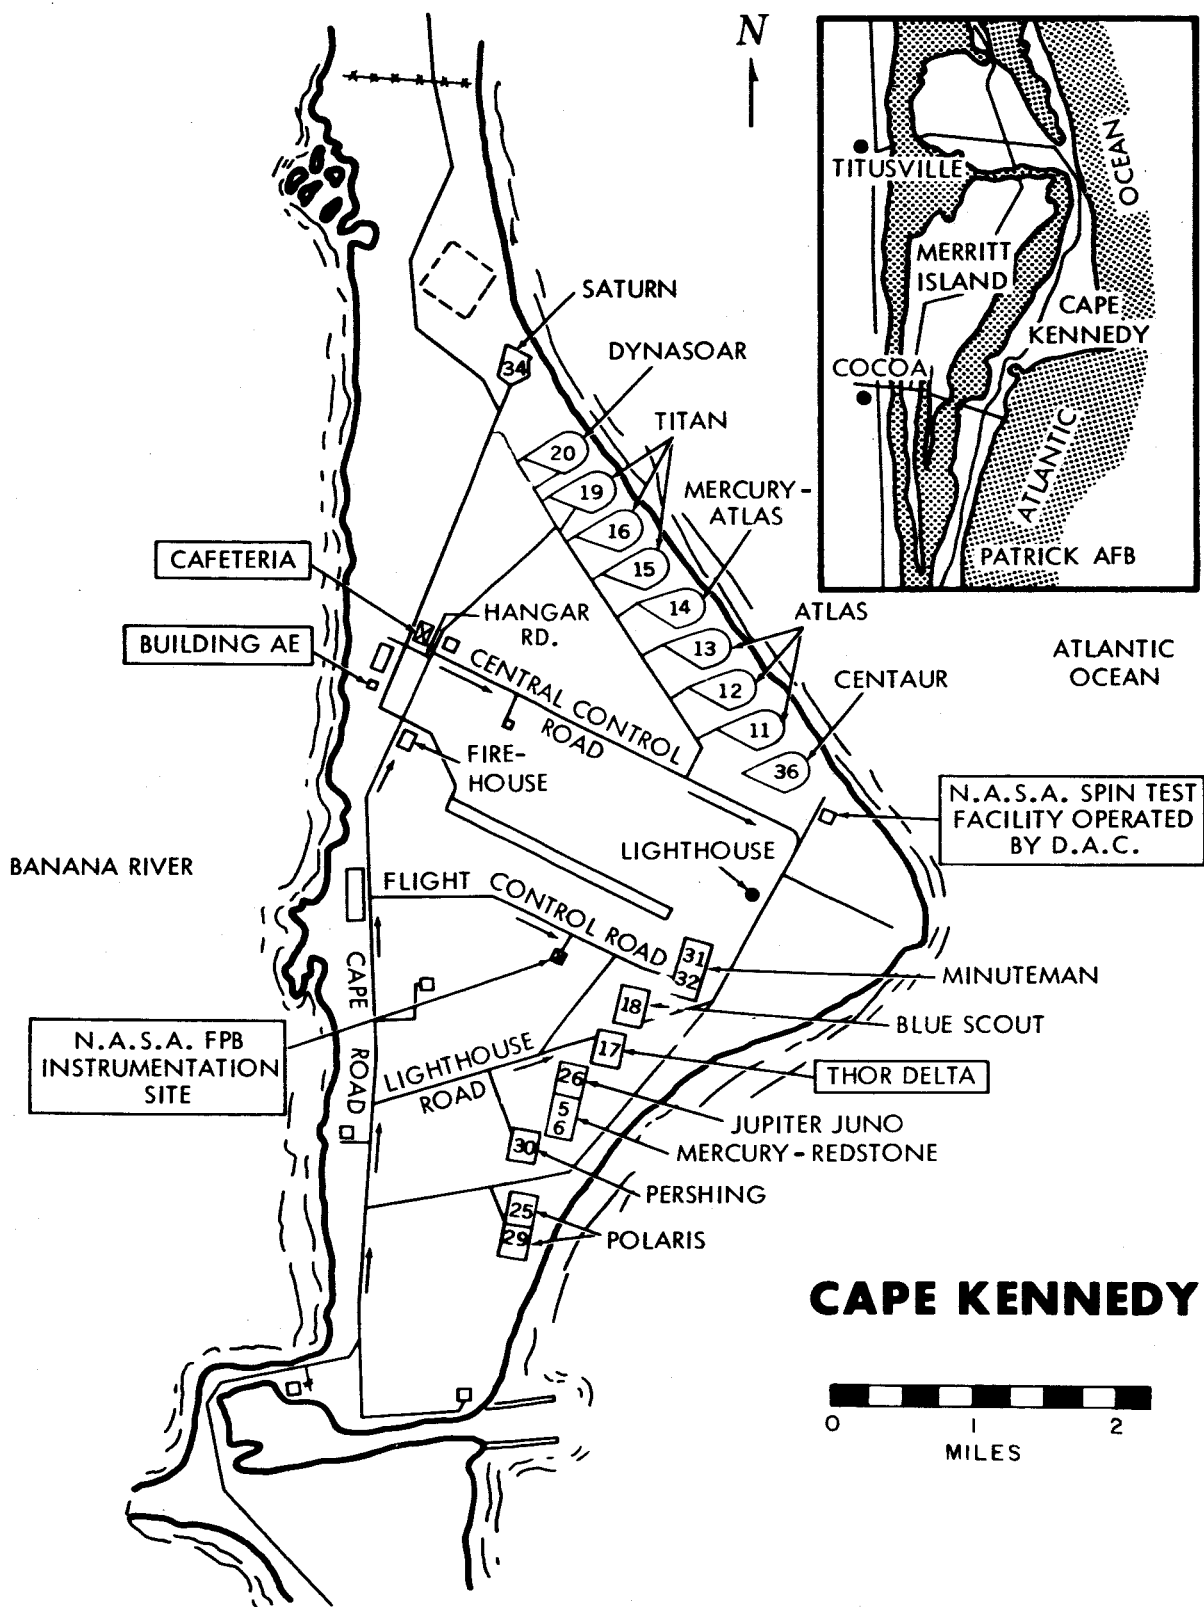 N
TITUSVILLE
OCEAN
MERRITT
ISLAND
CAPE
KENNEDY
COCOA
ATLANTIC
PATRICK AFB
SATURN
34
DYNASOAR
TITAN
20
19
MERCURY-
ATLAS
16
15
CAFETERIA
14
HANGAR
RD.
ATLAS
BUILDING AE
13
ATLANTIC
OCEAN
CENTRAL CONTROL
ROAD
12
CENTAUR
11
FIRE-
HOUSE
36
N.A.S.A. SPIN TEST
FACILITY OPERATED
BY D.A.C.
LIGHTHOUSE
BANANA RIVER
FLIGHT CONTROL ROAD
31
32
MINUTEMAN
CAPE ROAD
18
BLUE SCOUT
N.A.S.A. FPB
INSTRUMENTATION
SITE
LIGHTHOUSE
ROAD
17
THOR DELTA
26
JUPITER JUNO
5
6
MERCURY-REDSTONE
30
PERSHING
25
29
POLARIS
CAPE KENNEDY
0 1 2
MILES